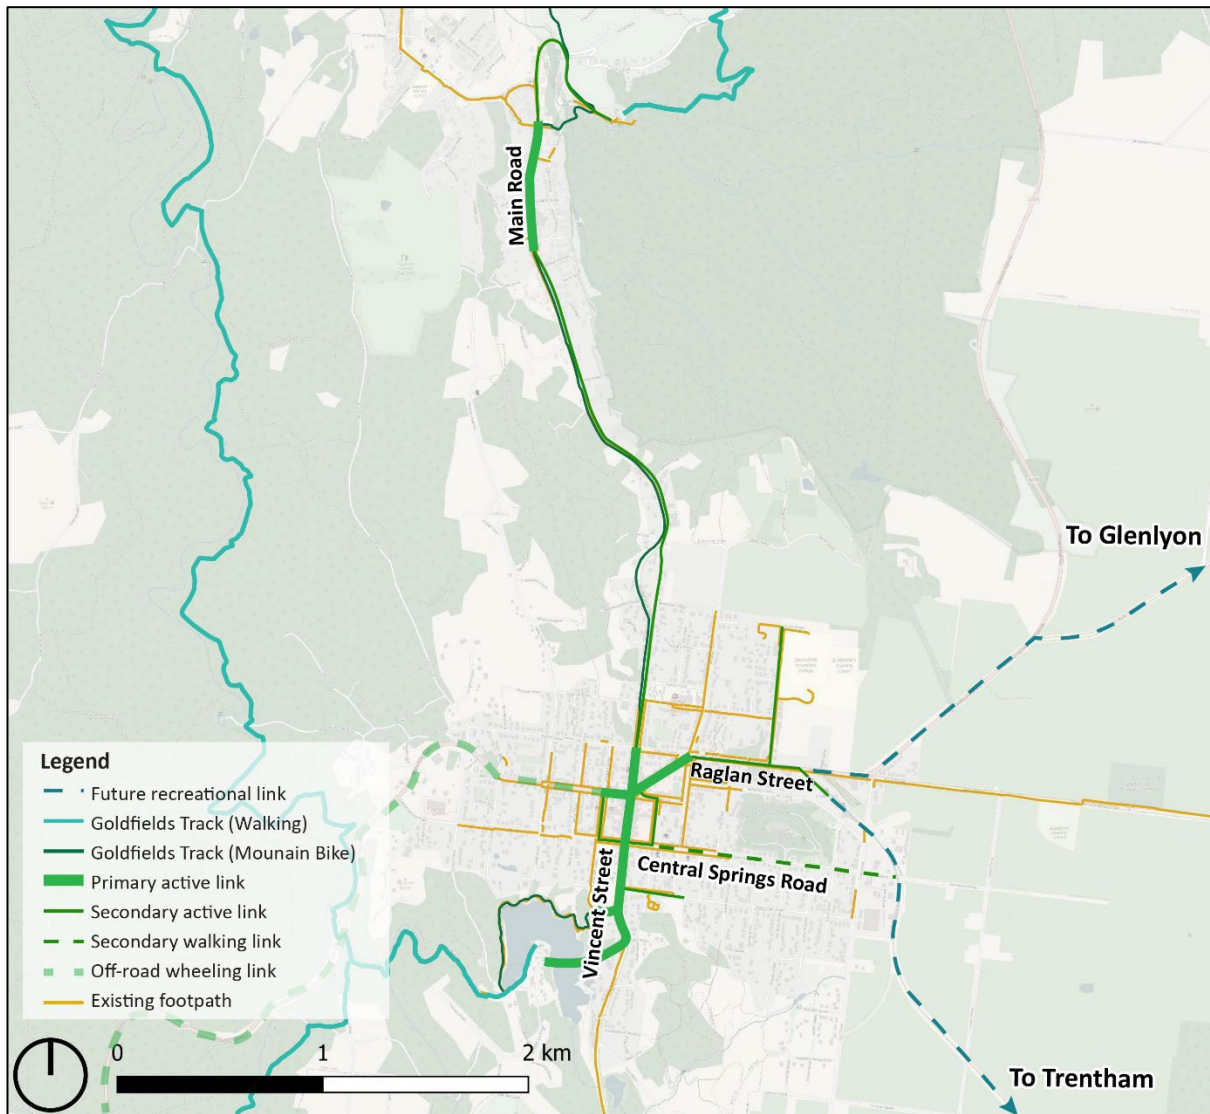 Main Road
To Glenlyon
Raglan Street
Central Springs Road
Vincent Street
To Trentham
Legend
Future recreational link
Goldfields Track (Walking)
Goldfields Track (Mounain Bike)
Primary active link
Secondary active link
Secondary walking link
Off-road wheeling link
Existing footpath
0 1 2 km